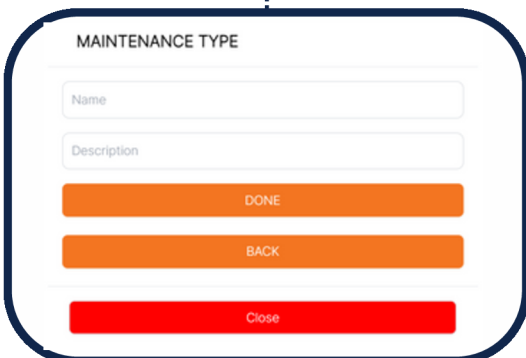 MAINTENANCE TYPE
Name
Description
DONE
BACK
Close